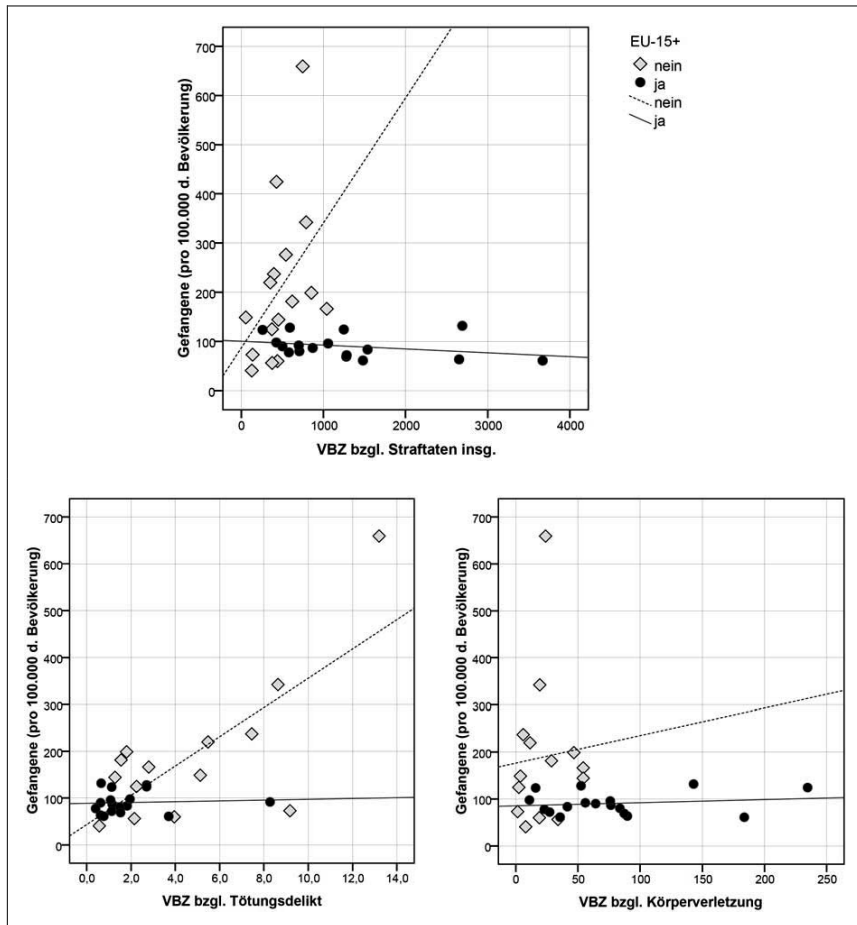 EU-15+
nein
ja
nein
ja
Gefangene (pro 100.000 d. Bevölkerung)
700
600
500
400
300
200
100
0
0 1000 2000 3000 4000
VBZ bzgl. Straftaten insg.
Gefangene (pro 100.000 d. Bevölkerung)
700
600
500
400
300
200
100
0
0,0 2,0 4,0 6,0 8,0 10,0 12,0 14,0
VBZ bzgl. Tötungsdelikt
Gefangene (pro 100.000 d. Bevölkerung)
700
600
500
400
300
200
100
0
0 50 100 150 200 250
VBZ bzgl. Körperverletzung